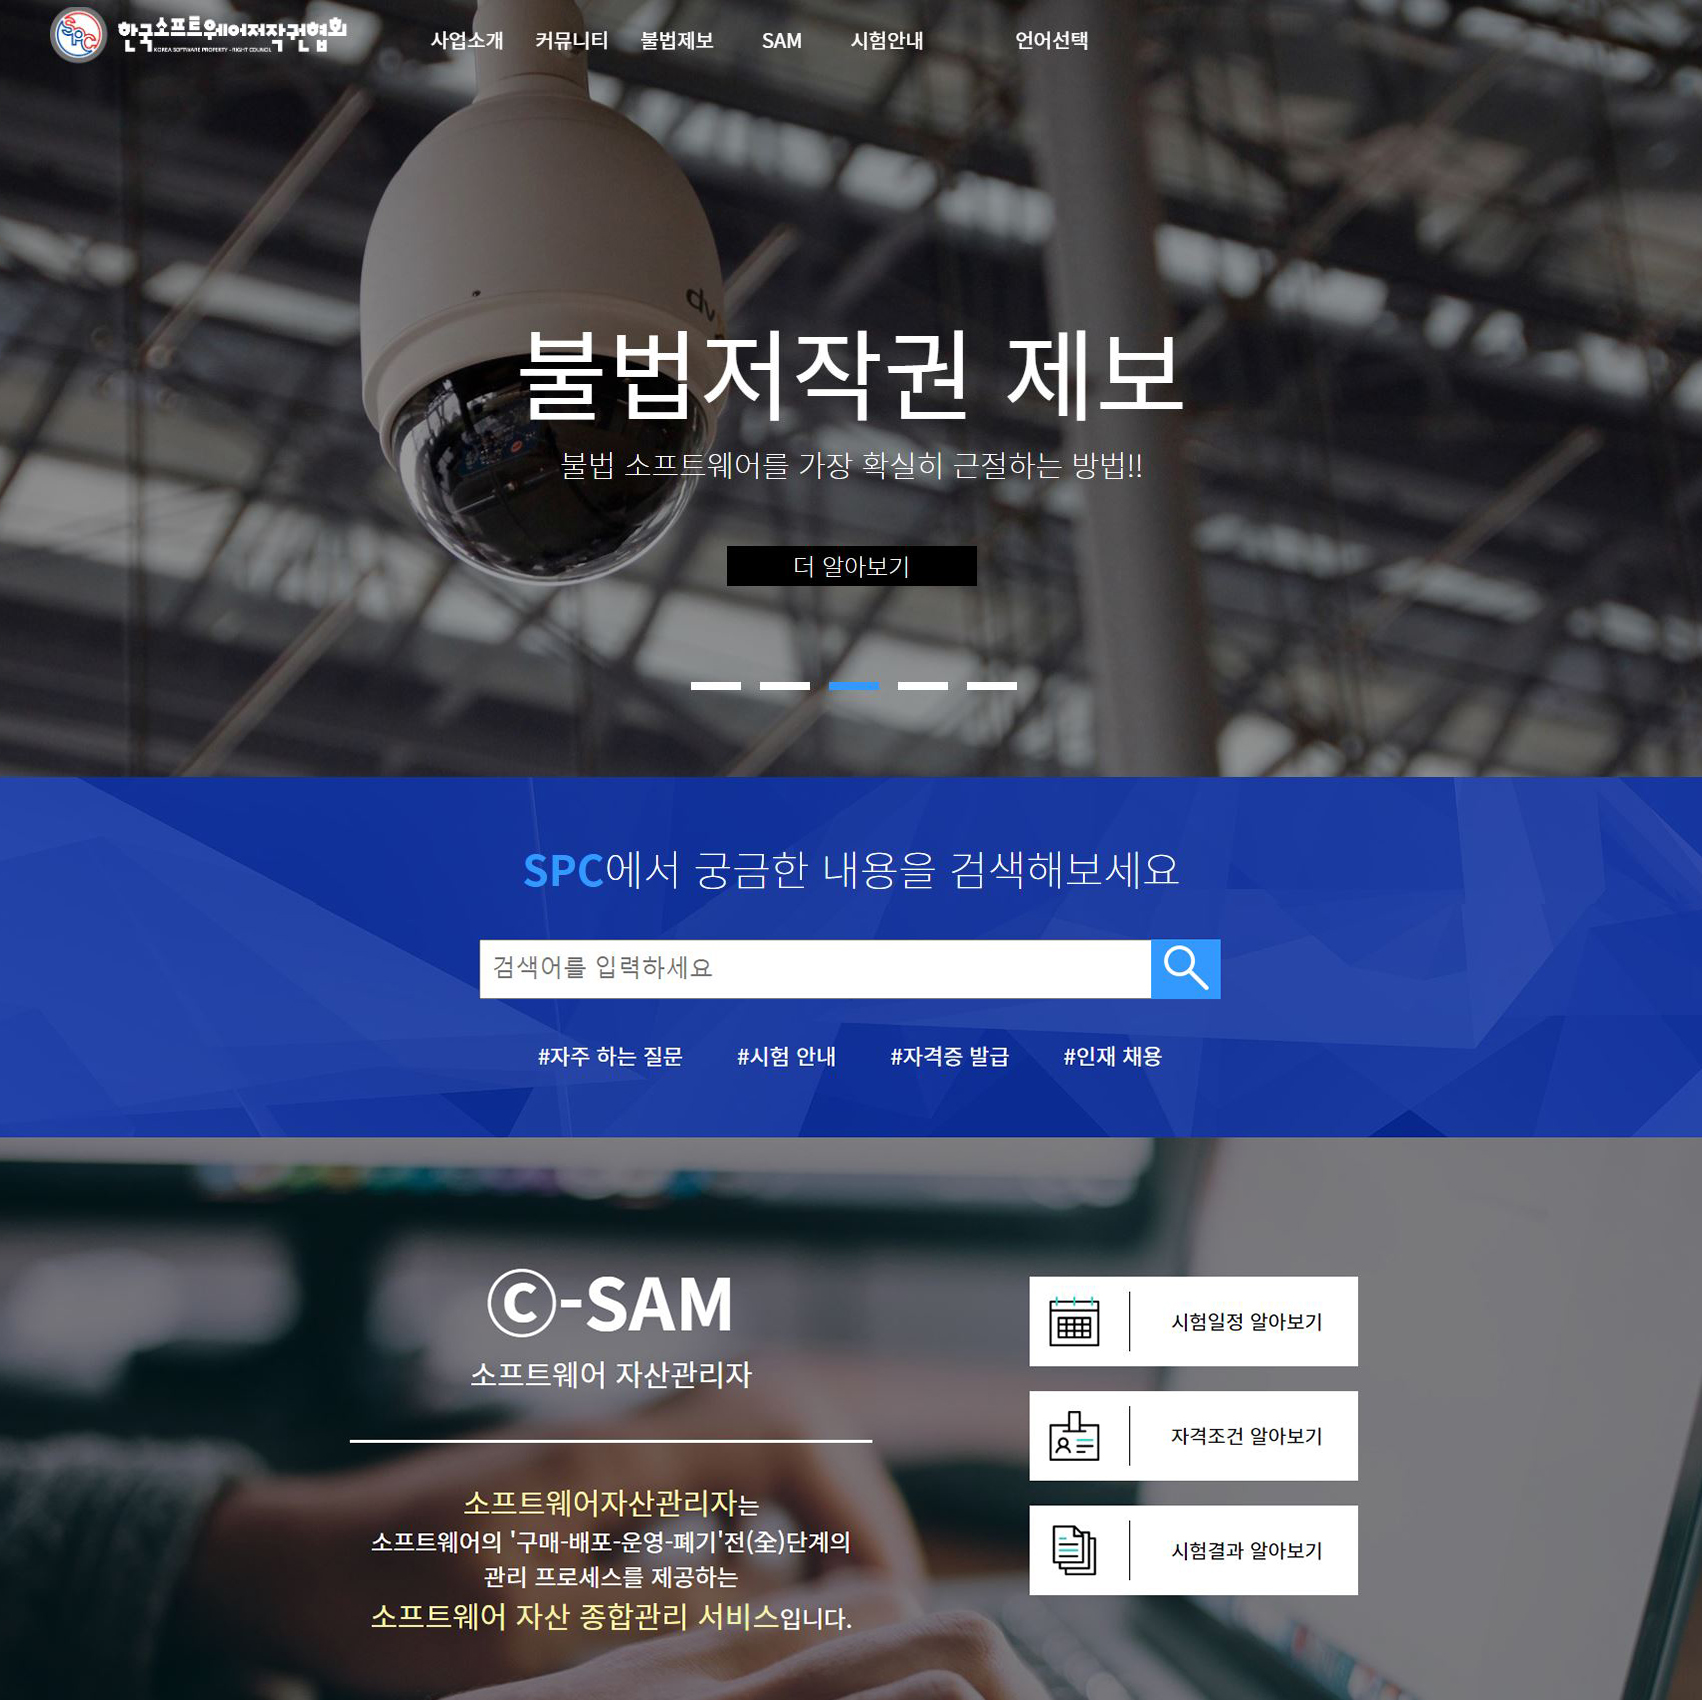 SPC 한국소프트웨어저작권협회
KOREA SOFTWARE PROPERTY - RIGHT COUNCIL
사업소개 커뮤니티 불법제보 SAM 시험안내 언어선택
dv
불법저작권 제보
불법 소프트웨어를 가장 확실히 근절하는 방법!!
더 알아보기
SPC에서 궁금한 내용을 검색해보세요
검색어를 입력하세요
#자주 하는 질문 #시험 안내 #자격증 발급 #인재 채용
ⓒ-SAM
소프트웨어 자산관리자
소프트웨어자산관리자는
소프트웨어의 '구매-배포-운영-폐기'전(全)단계의
관리 프로세스를 제공하는
소프트웨어 자산 종합관리 서비스입니다.
시험일정 알아보기
자격조건 알아보기
시험결과 알아보기